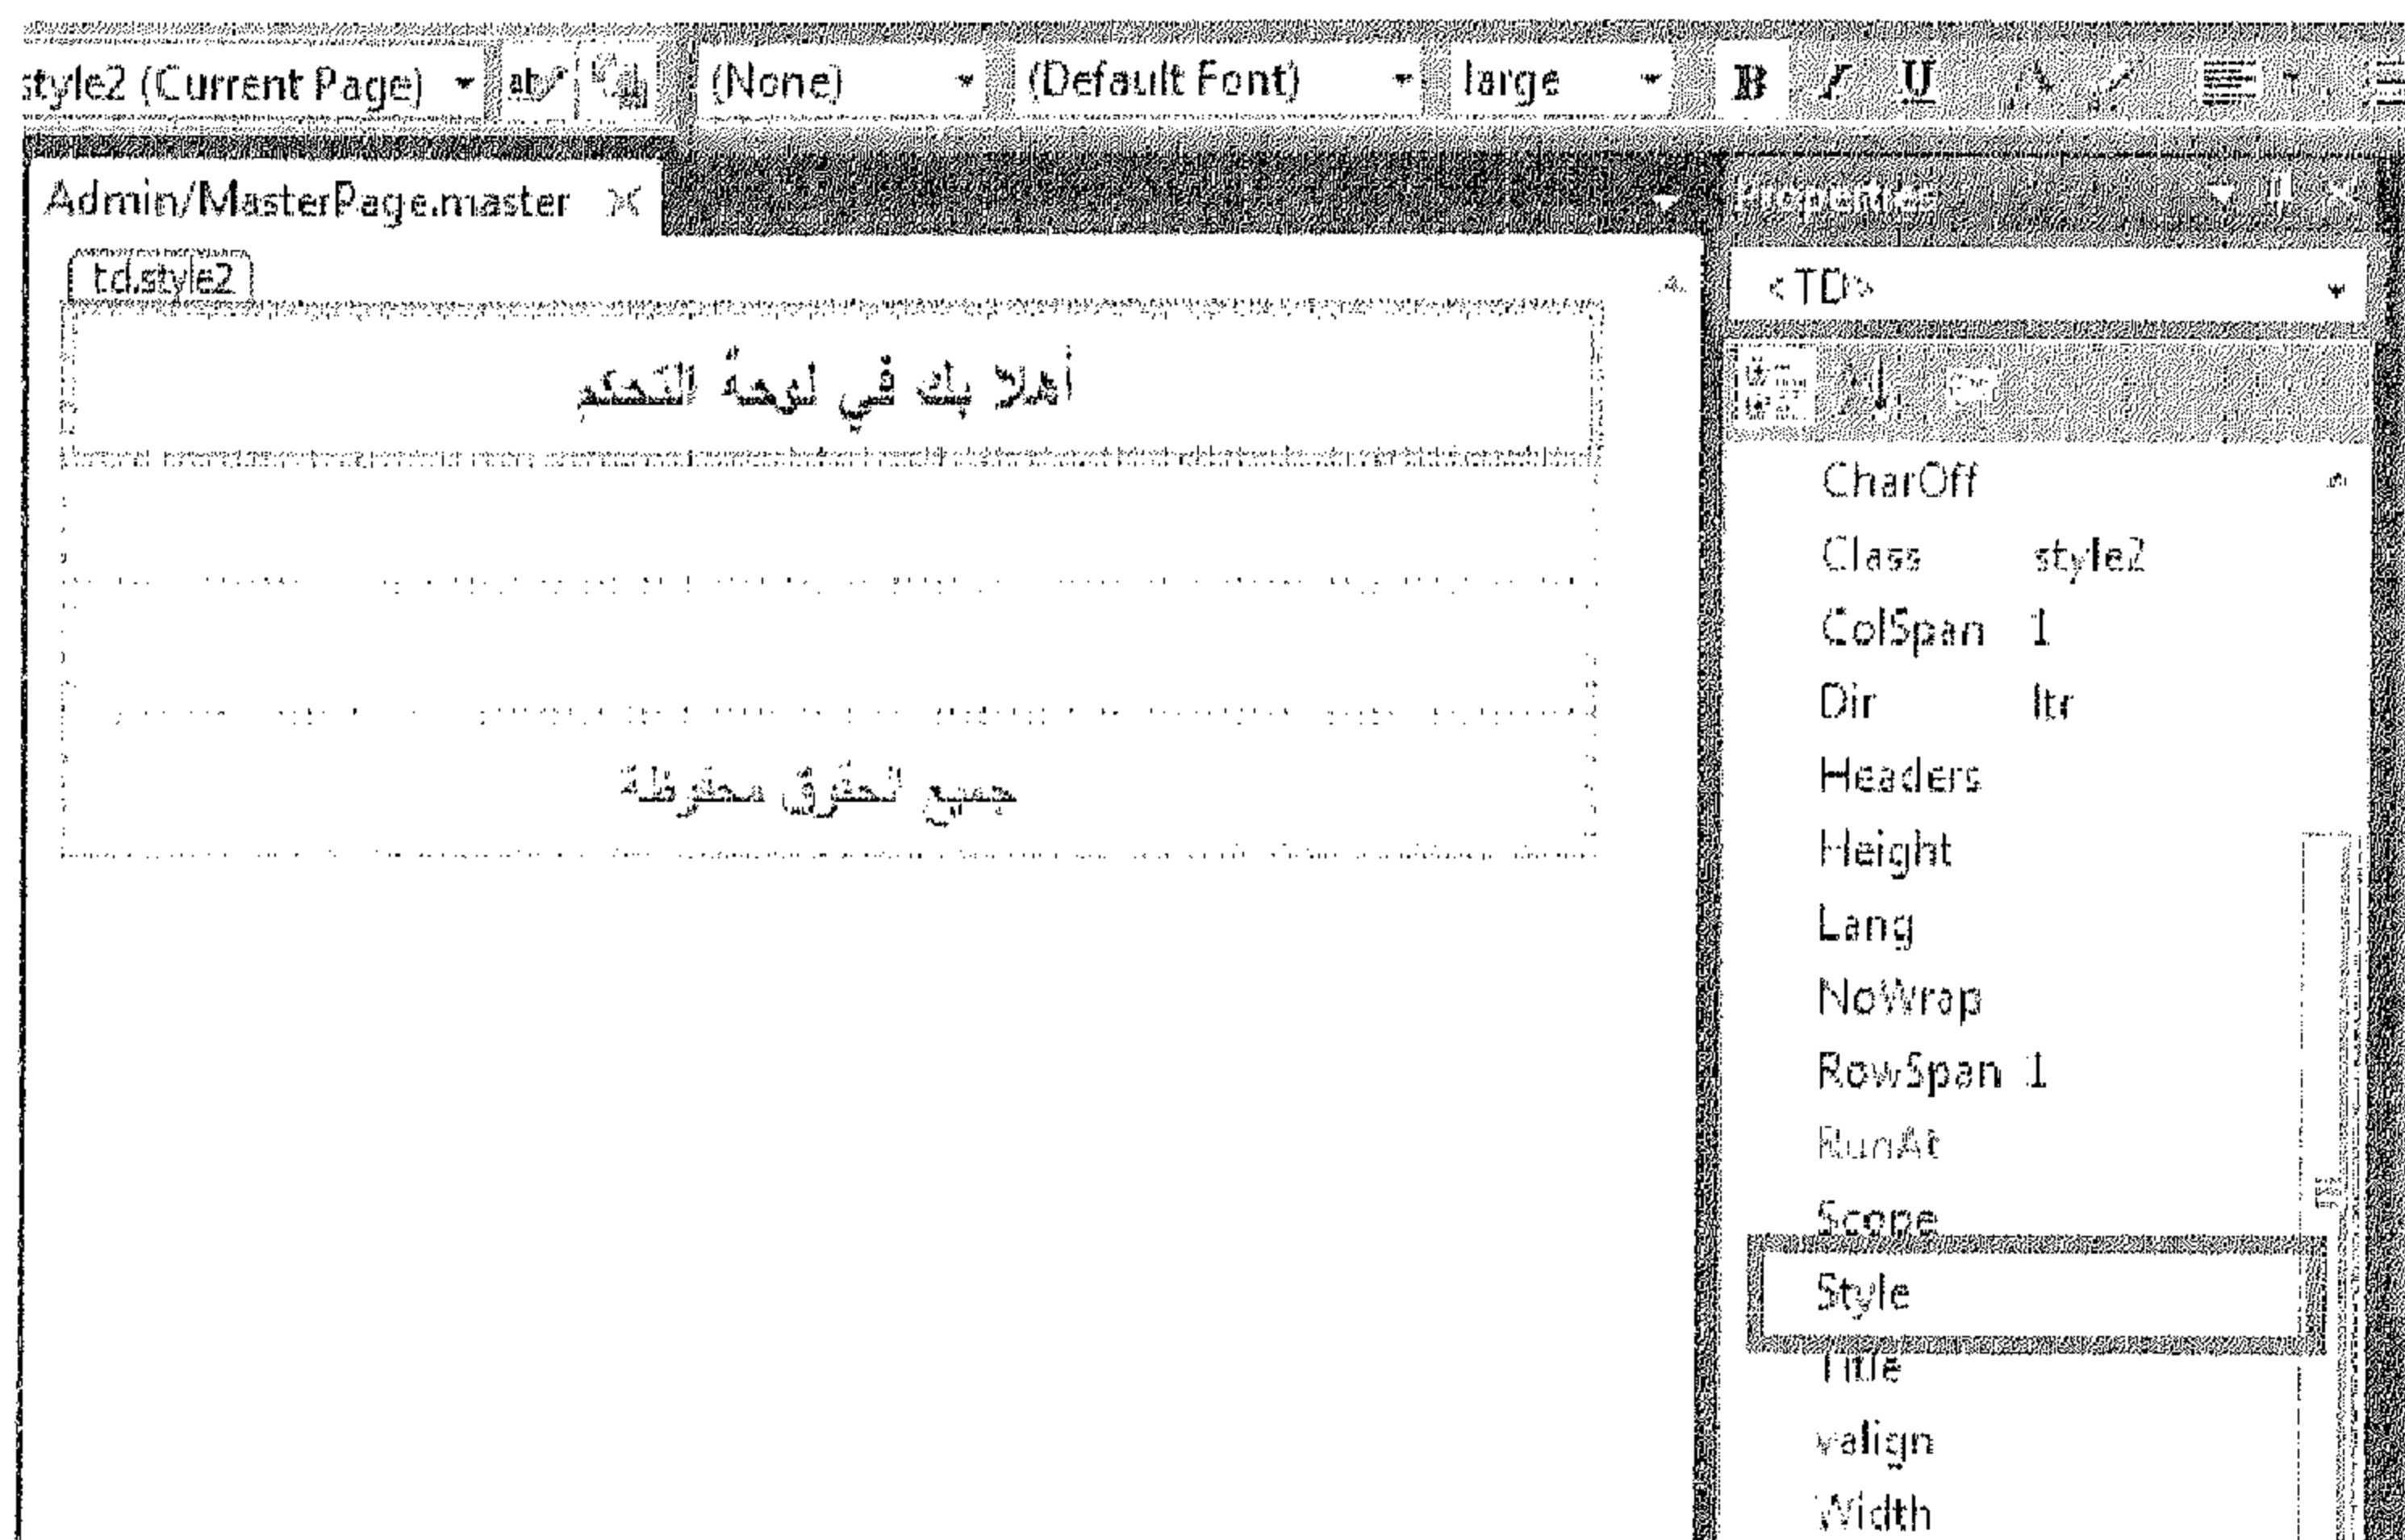 style2 (Current Page) (None) (Default Font) large B I U
Admin/MasterPage.master
Properties
td.style2
<TD>
أهلا بك في لوحة التحكم
CharOff
Class style2
ColSpan 1
Dir ltr
جميع الحقوق محفوظة
Headers
Height
Lang
NoWrap
RowSpan 1
RunAt
Scope
Style
Title
valign
Width